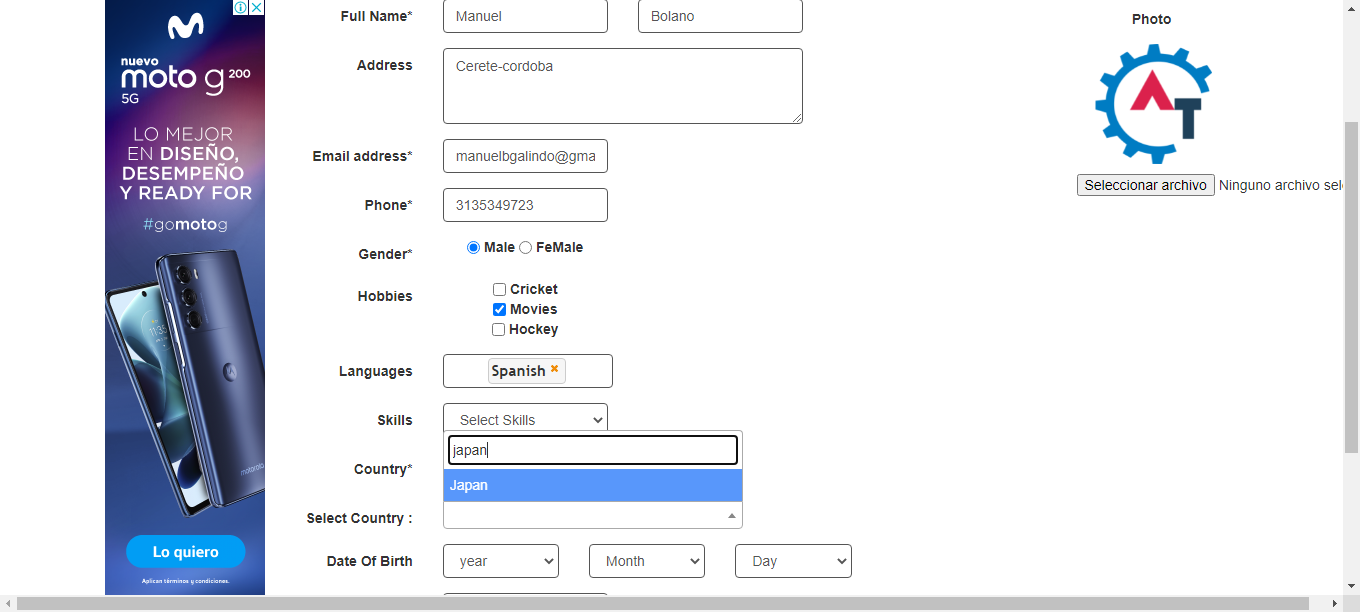 nuevo
moto g 200
5G
LO MEJOR
EN DISEÑO,
DESEMPEÑO
Y READY FOR
#gomotog
motorola
Lo quiero
Aplican términos y condiciones.
Full Name* Manuel Bolano
Address Cerete-cordoba
Email address* manuelbgalindo@gma
Phone* 3135349723
Gender* Male FeMale
Hobbies Cricket
Movies
Hockey
Languages Spanish
Skills Select Skills
japan
Country*
Japan
Select Country :
Date Of Birth year Month Day
Photo
AT
Seleccionar archivo Ninguno archivo sel